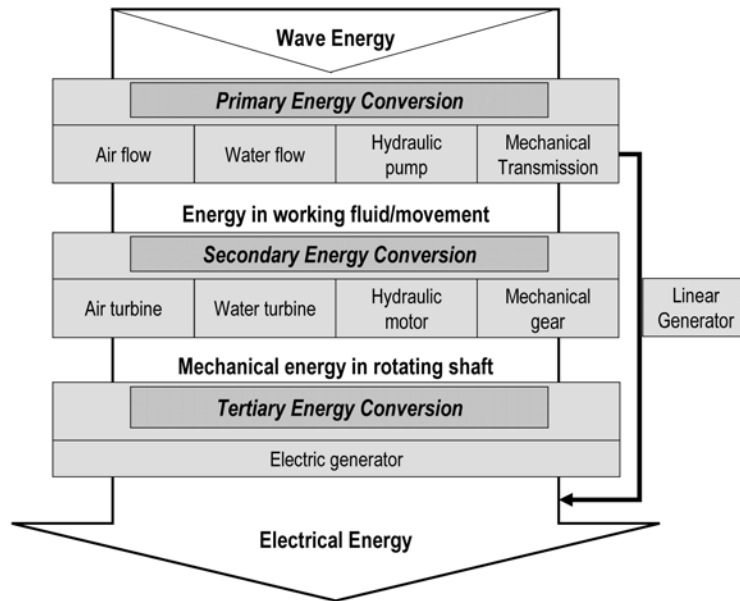 Wave Energy
Primary Energy Conversion
Air flow
Water flow
Hydraulic
pump
Mechanical
Transmission
Energy in working fluid/movement
Secondary Energy Conversion
Air turbine
Water turbine
Hydraulic
motor
Mechanical
gear
Linear
Generator
Mechanical energy in rotating shaft
Tertiary Energy Conversion
Electric generator
Electrical Energy